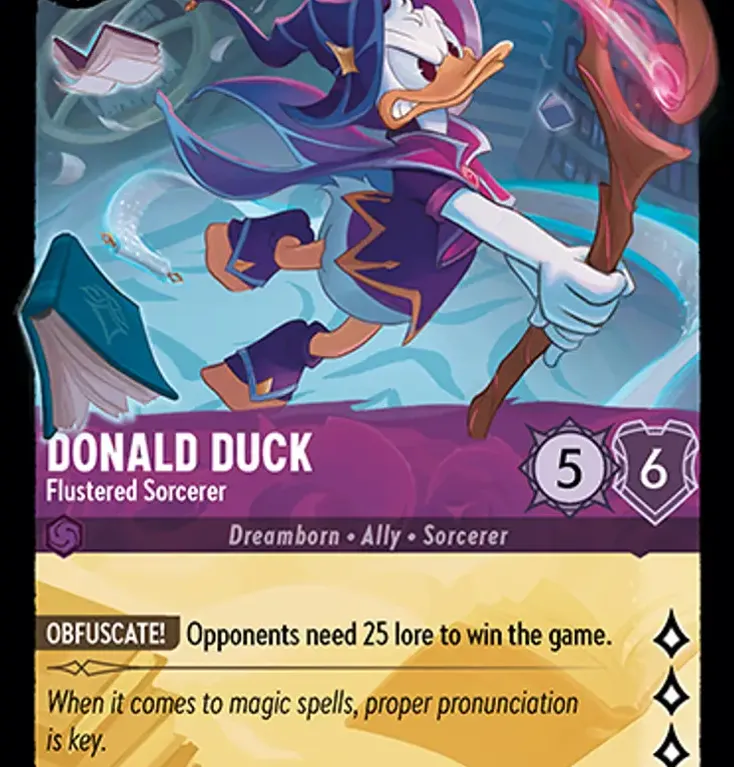 DONALD DUCK
5
6
Flustered Sorcerer
Dreamborn • Ally • Sorcerer
OBFUSCATE! Opponents need 25 lore to win the game.
When it comes to magic spells, proper pronunciation
is key.